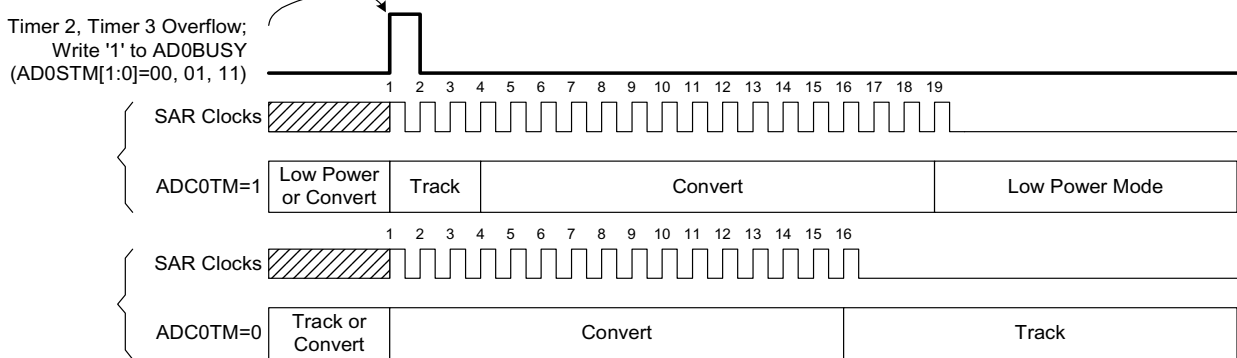 Timer 2, Timer 3 Overflow;
Write '1' to AD0BUSY
(AD0STM[1:0]=00, 01, 11)
1 2 3 4 5 6 7 8 9 10 11 12 13 14 15 16 17 18 19
SAR Clocks
ADC0TM=1
Low Power
or Convert
Track
Convert
Low Power Mode
1 2 3 4 5 6 7 8 9 10 11 12 13 14 15 16
SAR Clocks
ADC0TM=0
Track or
Convert
Convert
Track